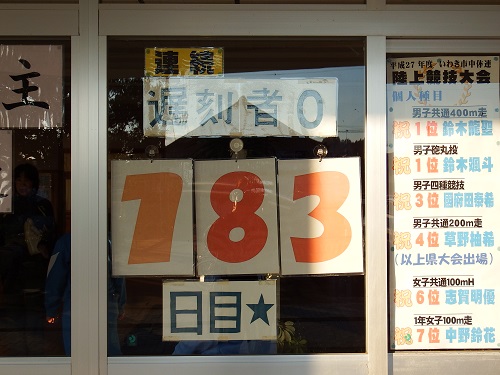 主
連続
遅刻者0
183
日目★
平成27年度 いわき市中体連
陸上競技大会
個人種目
男子共通400m走
1位 鈴木龍聖
男子砲丸投
1位 鈴木颯斗
男子四種競技
3位 國府田奈希
男子共通200m走
4位 草野柚希
(以上県大会出場)
女子共通100mH
6位 志賀明優
1年女子100m走
7位 中野鈴花